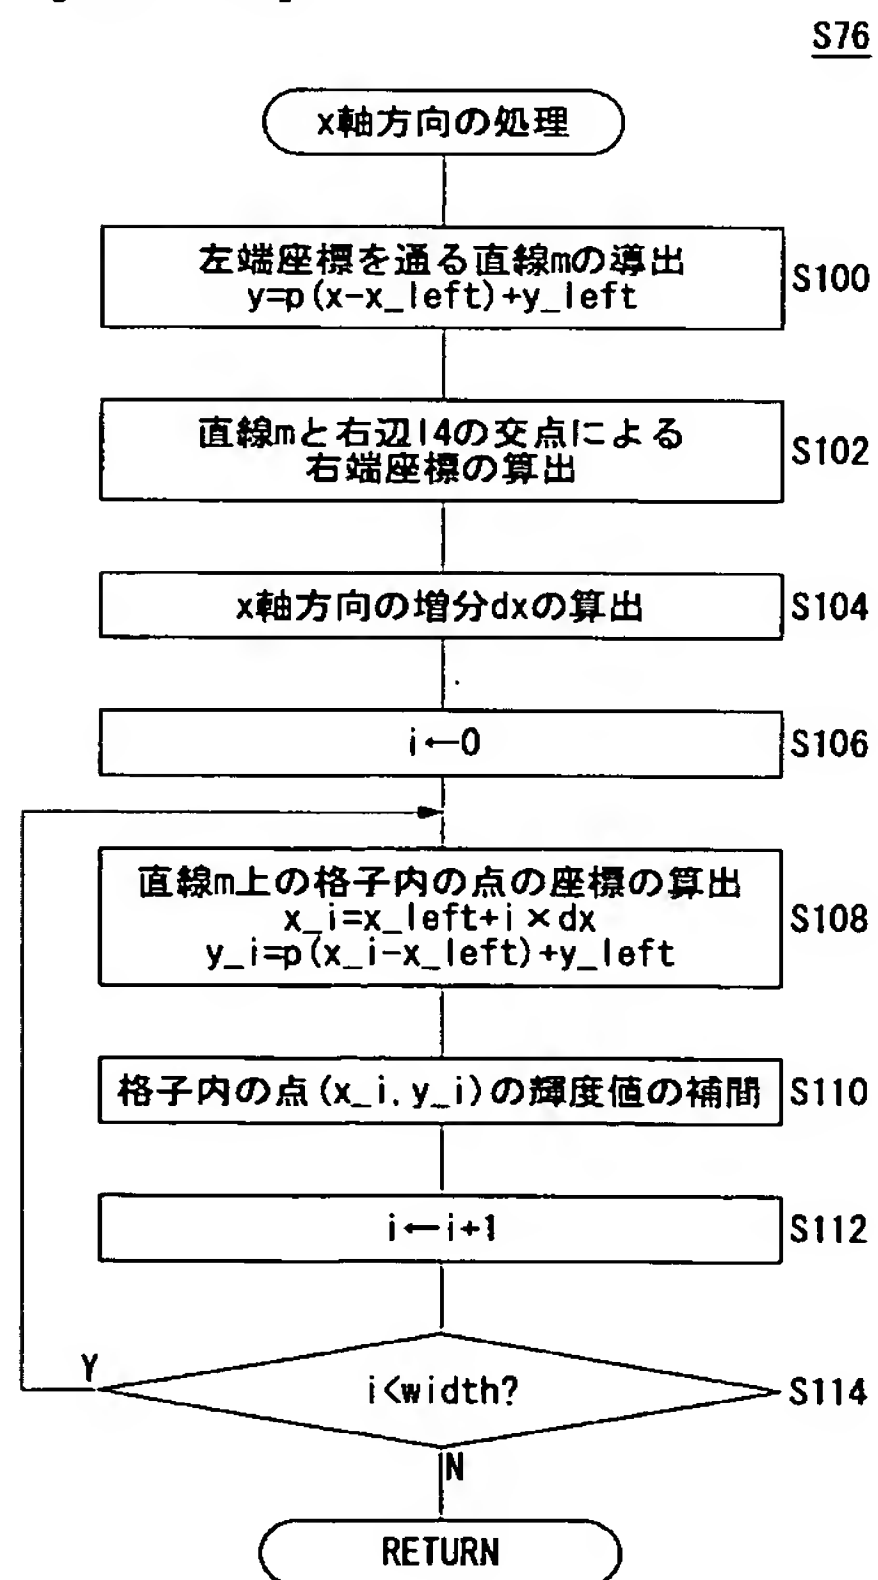 S76
x軸方向の処理
左端座標を通る直線mの導出
y=p(x-x_left)+y_left
S100
直線mと右辺l4の交点による
右端座標の算出
S102
x軸方向の増分dxの算出
S104
i←0
S106
直線m上の格子内の点の座標の算出
x_i=x_left+i×dx
y_i=p(x_i-x_left)+y_left
S108
格子内の点(x_i,y_i)の輝度値の補間
S110
i←i+1
S112
Y
i<width?
S114
N
RETURN